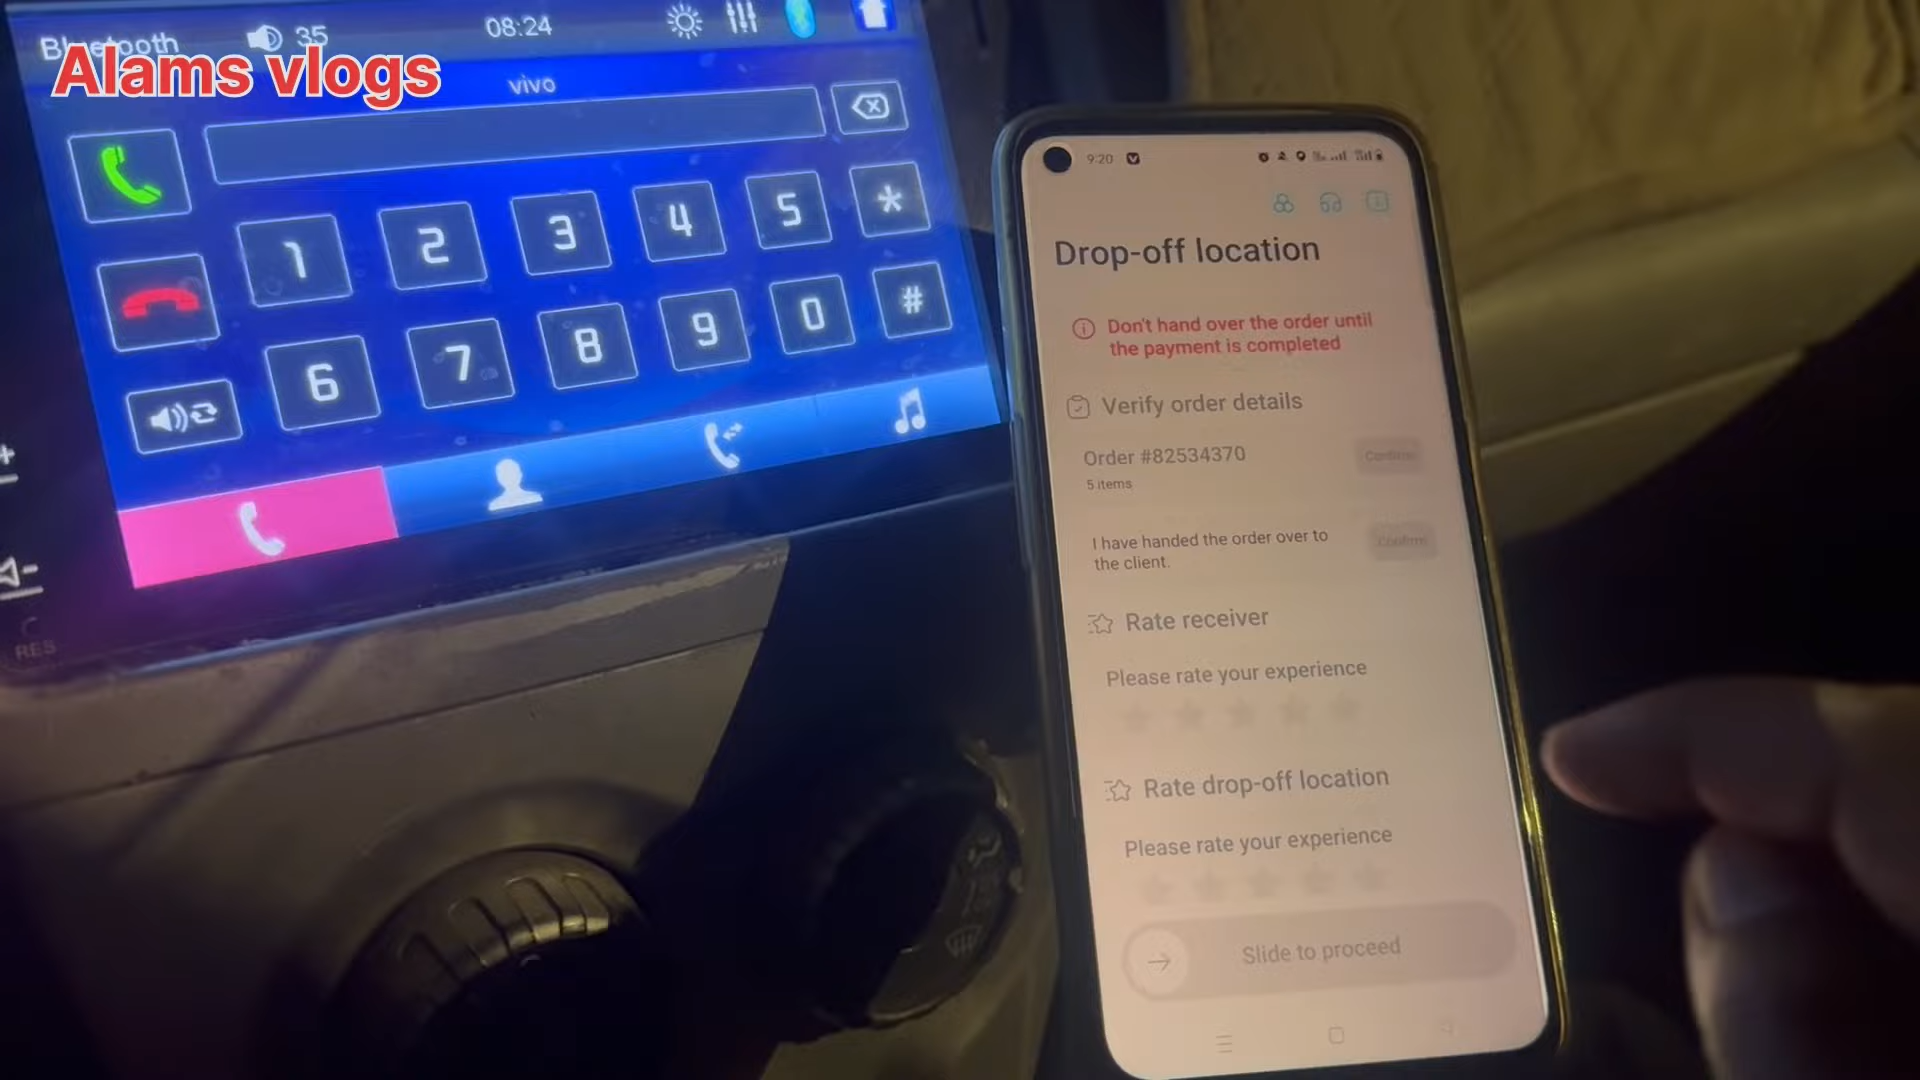 Bluetooth
35
08:24
Alams vlogs
vivo
1
2
3
4
5
*
6
7
8
9
0
#
RES
9:20
Drop-off location
Don't hand over the order until
the payment is completed
Verify order details
Order #82534370
Confirm
5 items
I have handed the order over to
the client.
Confirm
Rate receiver
Please rate your experience
Rate drop-off location
Please rate your experience
Slide to proceed